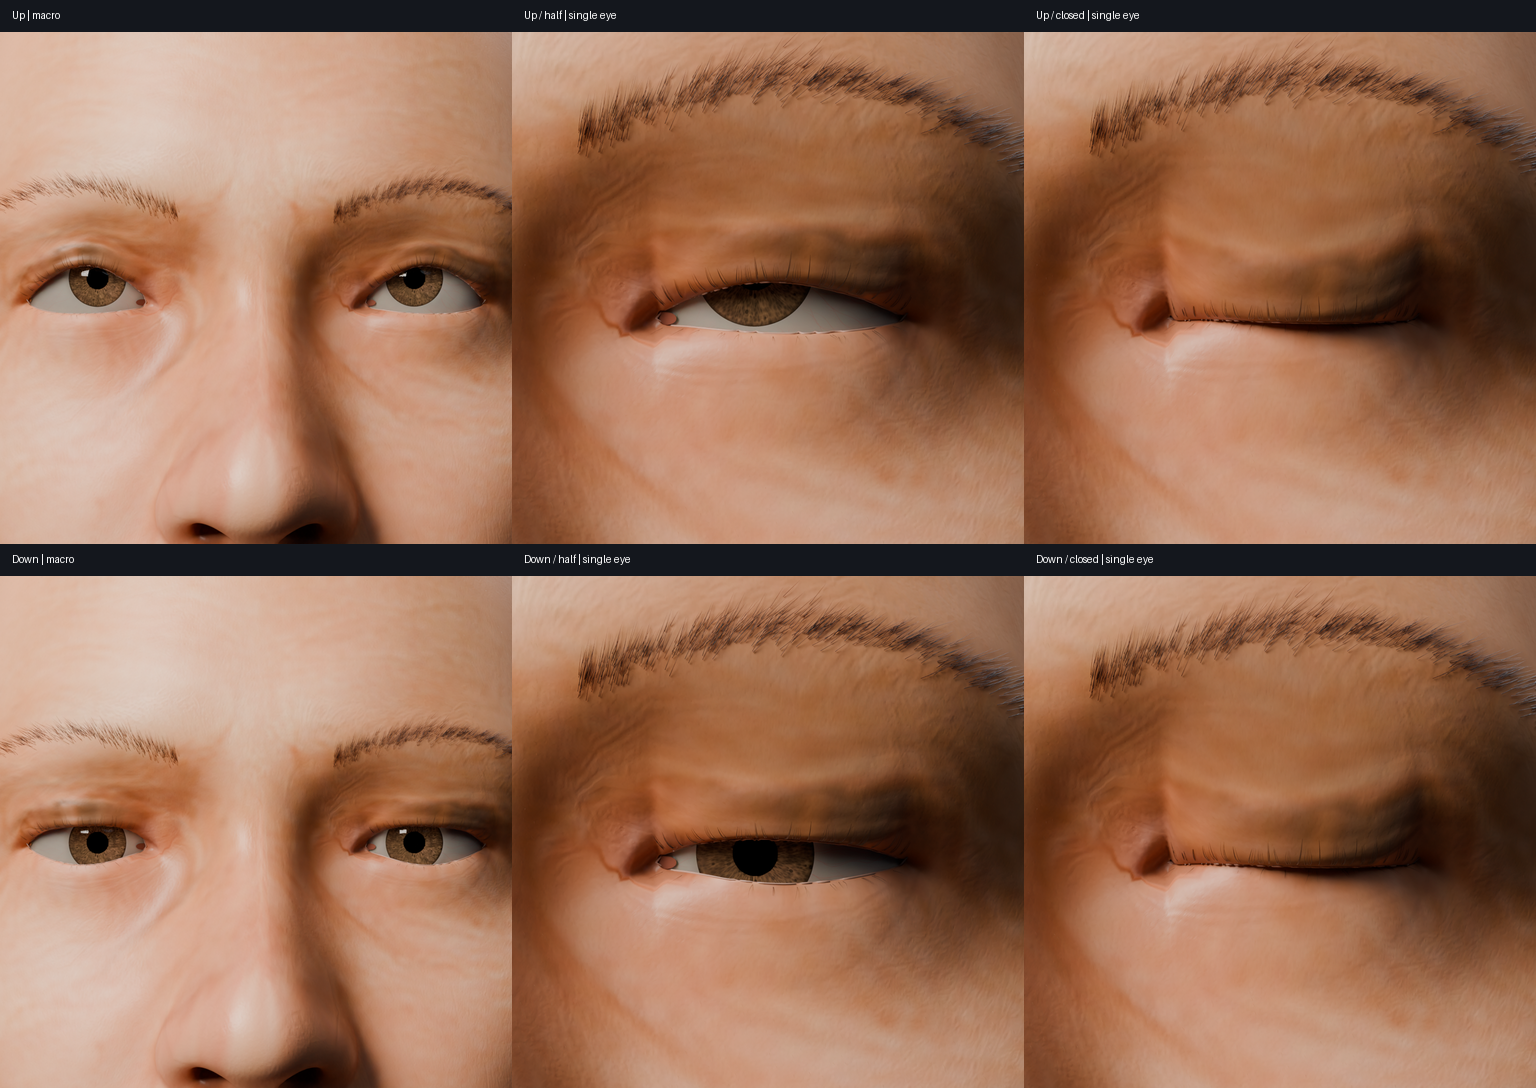 Up | macro
Up / half | single eye
Up / closed | single eye
Down | macro
Down / half | single eye
Down / closed | single eye